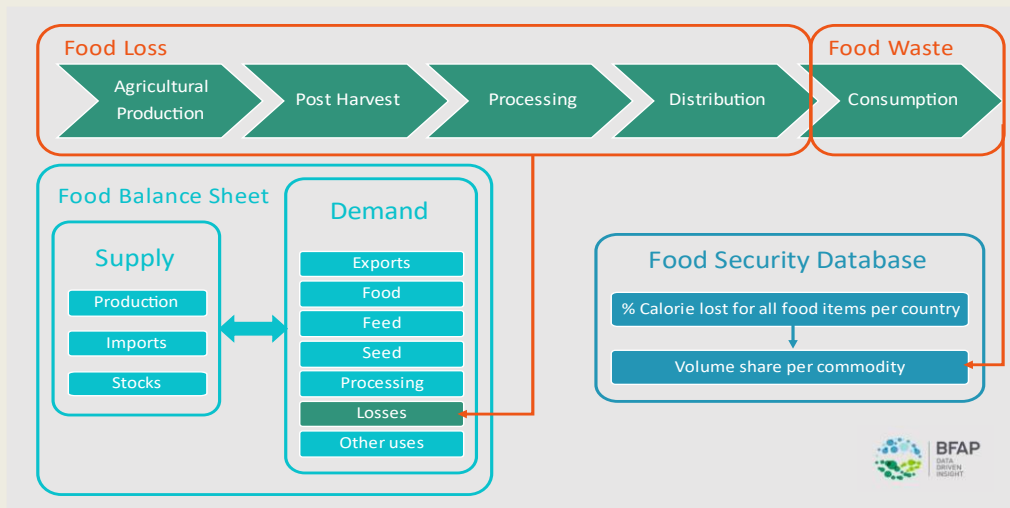 Food Loss
Food Waste
Agricultural
Production
Post Harvest
Processing
Distribution
Consumption
Food Balance Sheet
Supply
Production
Imports
Stocks
Demand
Exports
Food
Feed
Seed
Processing
Losses
Other uses
Food Security Database
% Calorie lost for all food items per country
Volume share per commodity
BFAP
DATA
DRIVEN
INSIGHT